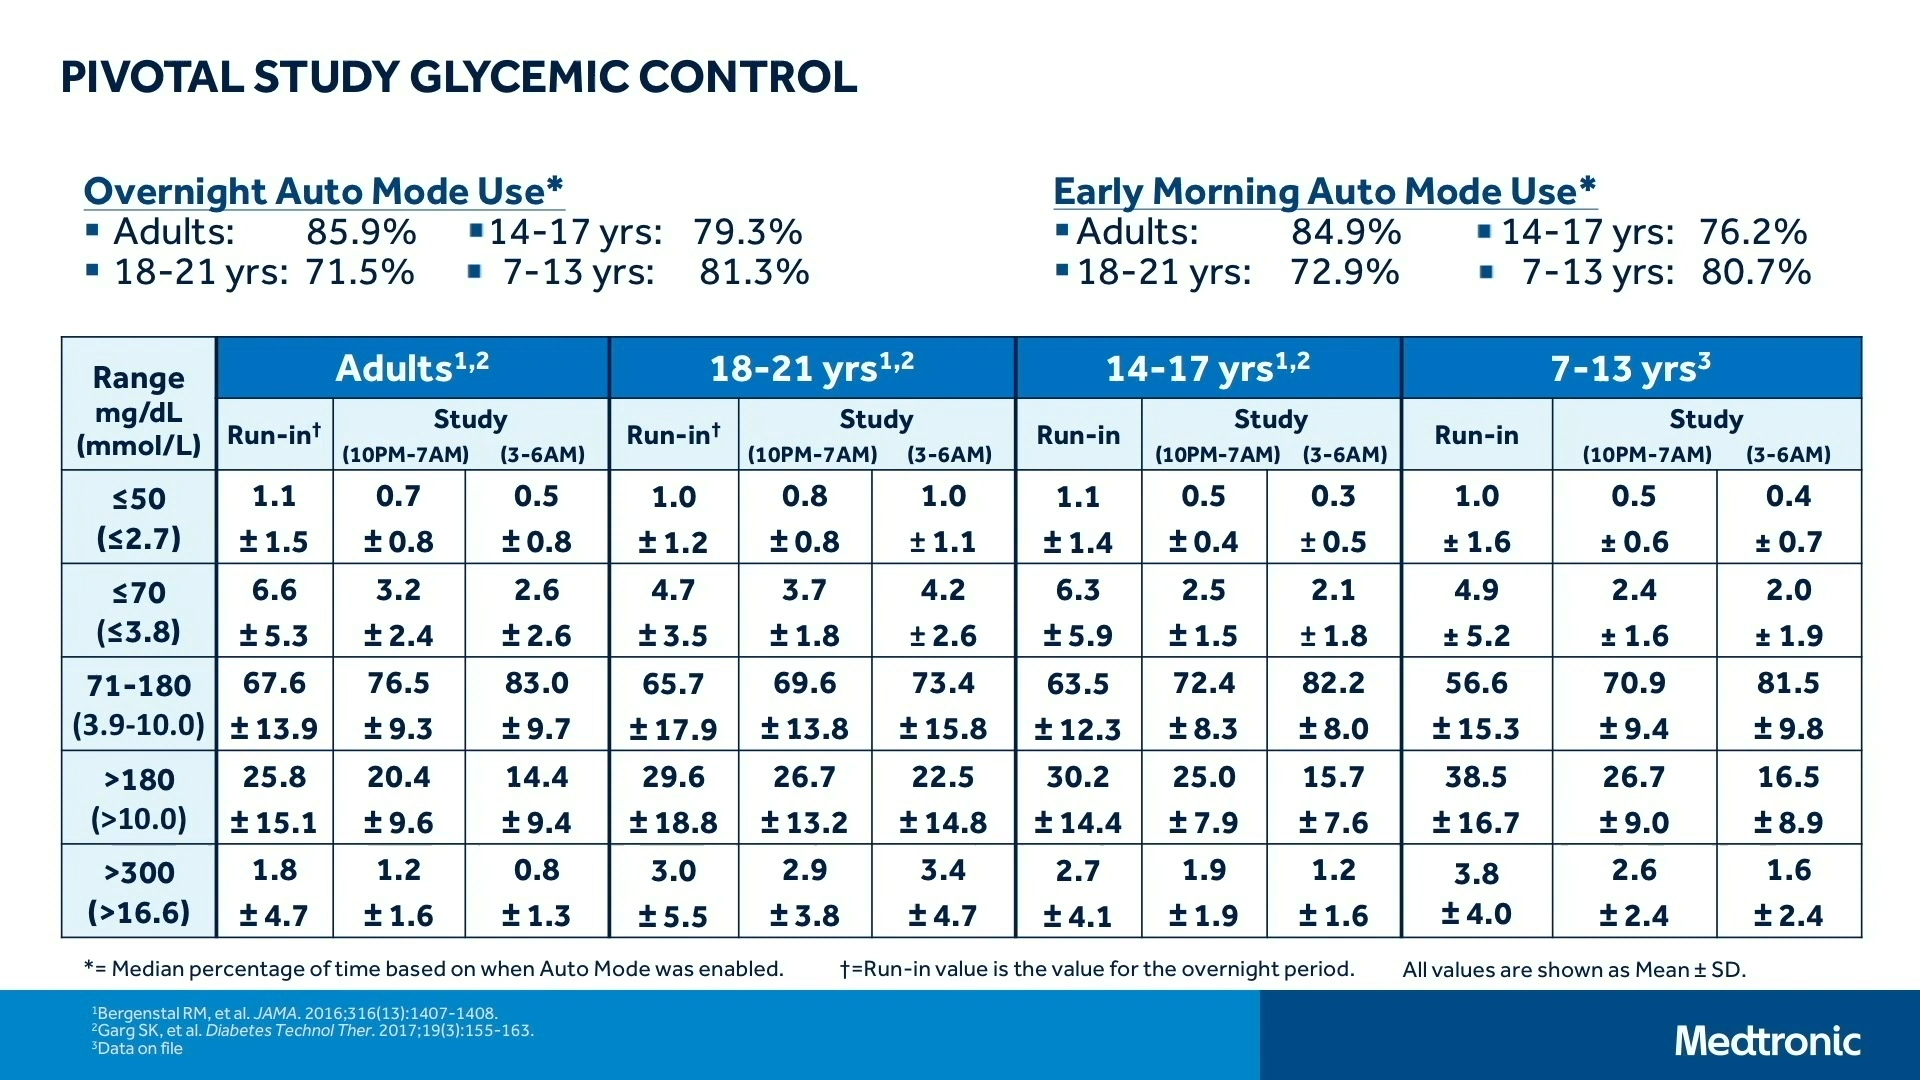 PIVOTAL STUDY GLYCEMIC CONTROL
Overnight Auto Mode Use*
▪ Adults: 85.9% ▪ 14-17 yrs: 79.3%
▪ 18-21 yrs: 71.5% ▪ 7-13 yrs: 81.3%
Early Morning Auto Mode Use*
▪ Adults: 84.9% ▪ 14-17 yrs: 76.2%
▪ 18-21 yrs: 72.9% ▪ 7-13 yrs: 80.7%
Range mg/dL (mmol/L) Adults1,2 18-21 yrs1,2 14-17 yrs1,2 7-13 yrs3
Run-in† Study Run-in† Study Run-in Study Run-in Study
(10PM-7AM) (3-6AM) (10PM-7AM) (3-6AM) (10PM-7AM) (3-6AM) (10PM-7AM) (3-6AM)
≤50 1.1 0.7 0.5 1.0 0.8 1.0 1.1 0.5 0.3 1.0 0.5 0.4
(≤2.7) ± 1.5 ± 0.8 ± 0.8 ± 1.2 ± 0.8 ± 1.1 ± 1.4 ± 0.4 ± 0.5 ± 1.6 ± 0.6 ± 0.7
≤70 6.6 3.2 2.6 4.7 3.7 4.2 6.3 2.5 2.1 4.9 2.4 2.0
(≤3.8) ± 5.3 ± 2.4 ± 2.6 ± 3.5 ± 1.8 ± 2.6 ± 5.9 ± 1.5 ± 1.8 ± 5.2 ± 1.6 ± 1.9
71-180 67.6 76.5 83.0 65.7 69.6 73.4 63.5 72.4 82.2 56.6 70.9 81.5
(3.9-10.0) ± 13.9 ± 9.3 ± 9.7 ± 17.9 ± 13.8 ± 15.8 ± 12.3 ± 8.3 ± 8.0 ± 15.3 ± 9.4 ± 9.8
>180 25.8 20.4 14.4 29.6 26.7 22.5 30.2 25.0 15.7 38.5 26.7 16.5
(>10.0) ± 15.1 ± 9.6 ± 9.4 ± 18.8 ± 13.2 ± 14.8 ± 14.4 ± 7.9 ± 7.6 ± 16.7 ± 9.0 ± 8.9
>300 1.8 1.2 0.8 3.0 2.9 3.4 2.7 1.9 1.2 3.8 2.6 1.6
(>16.6) ± 4.7 ± 1.6 ± 1.3 ± 5.5 ± 3.8 ± 4.7 ± 4.1 ± 1.9 ± 1.6 ± 4.0 ± 2.4 ± 2.4
*= Median percentage of time based on when Auto Mode was enabled. †=Run-in value is the value for the overnight period. All values are shown as Mean ± SD.
1Bergenstal RM, et al. JAMA. 2016;316(13):1407-1408.
2Garg SK, et al. Diabetes Technol Ther. 2017;19(3):155-163.
3Data on file
Medtronic